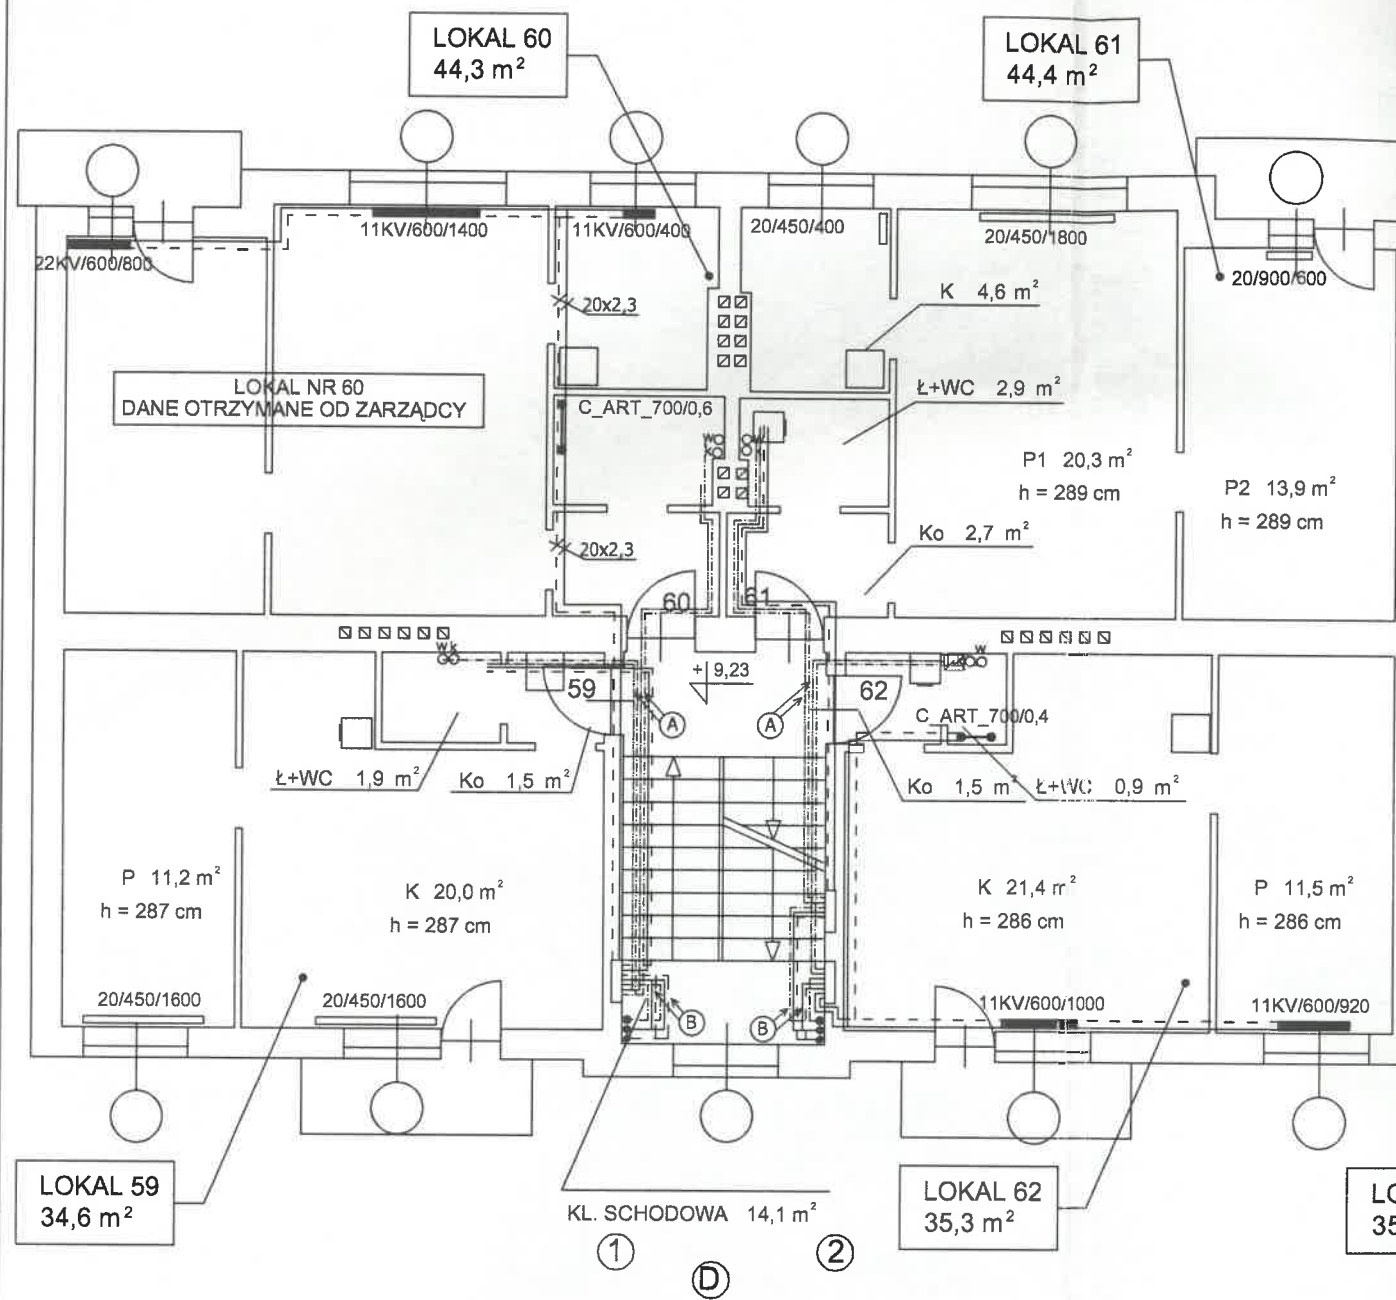 LOKAL 60
44,3 m²
LOKAL 61
44,4 m²
11KV/600/1400
11KV/600/400
20/450/400
20/450/1800
22KV/600/800
20/900/600
20x2,3
K 4,6 m²
LOKAL NR 60
DANE OTRZYMANE OD ZARZĄDCY
C_ART_700/0,6
Ł+WC 2,9 m²
P1 20,3 m²
h = 289 cm
P2 13,9 m²
h = 289 cm
Ko 2,7 m²
20x2,3
60
61
w k
+ 9,23
w
59
62
A
A
C_ART_700/0,4
Ł+WC 1,9 m²
Ko 1,5 m²
Ko 1,5 m²
Ł+WC 0,9 m²
P 11,2 m²
h = 287 cm
K 20,0 m²
h = 287 cm
K 21,4 m²
h = 286 cm
P 11,5 m²
h = 286 cm
20/450/1600
20/450/1600
11KV/600/1000
11KV/600/920
B
B
LOKAL 59
34,6 m²
KL. SCHODOWA 14,1 m²
LOKAL 62
35,3 m²
LO
35
1
2
D